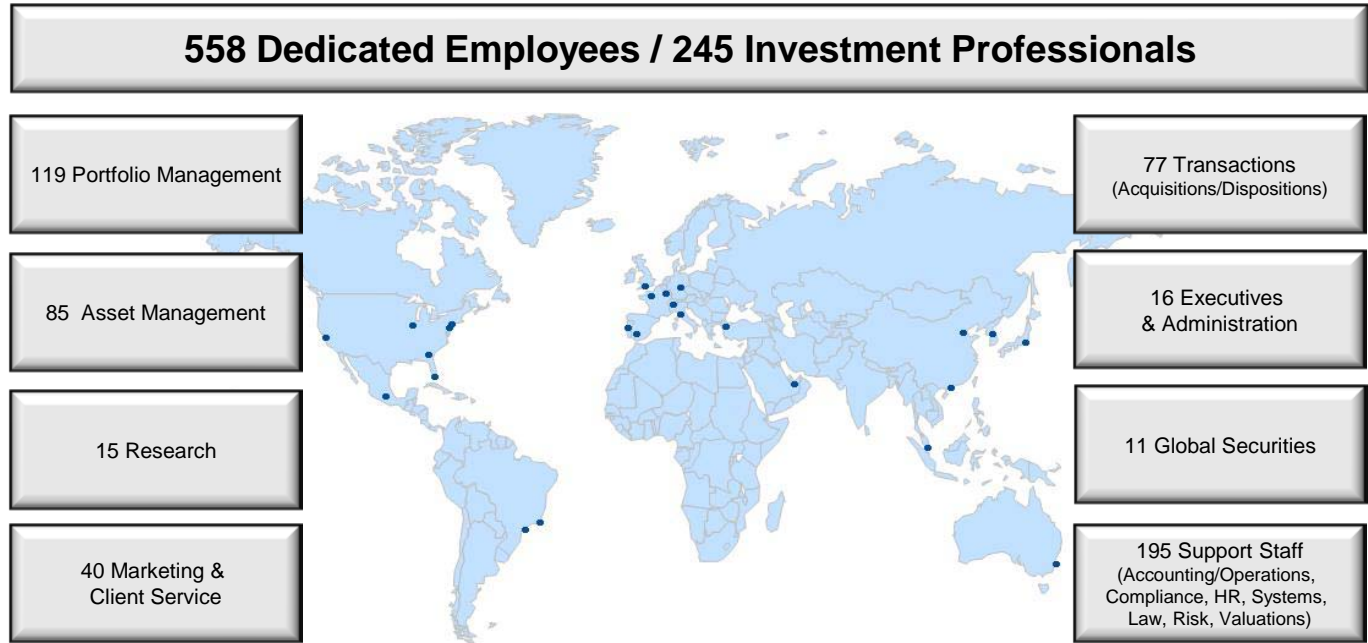 558 Dedicated Employees / 245 Investment Professionals
119 Portfolio Management
85 Asset Management
15 Research
40 Marketing &
Client Service
77 Transactions
(Acquisitions/Dispositions)
16 Executives
& Administration
11 Global Securities
195 Support Staff
(Accounting/Operations,
Compliance, HR, Systems,
Law, Risk, Valuations)